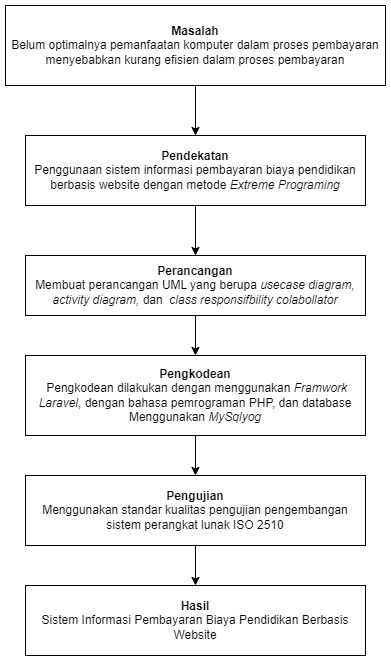 Masalah
Belum optimalnya pemanfaatan komputer dalam proses pembayaran
menyebabkan kurang efisien dalam proses pembayaran
Pendekatan
Penggunaan sistem informasi pembayaran biaya pendidikan
berbasis website dengan metode Extreme Programing
Perancangan
Membuat perancangan UML yang berupa usecase diagram,
activity diagram, dan class responsifbility colabollator
Pengkodean
Pengkodean dilakukan dengan menggunakan Framwork
Laravel, dengan bahasa pemrograman PHP, dan database
Menggunakan MySqlyog
Pengujian
Menggunakan standar kualitas pengujian pengembangan
sistem perangkat lunak ISO 2510
Hasil
Sistem Informasi Pembayaran Biaya Pendidikan Berbasis
Website